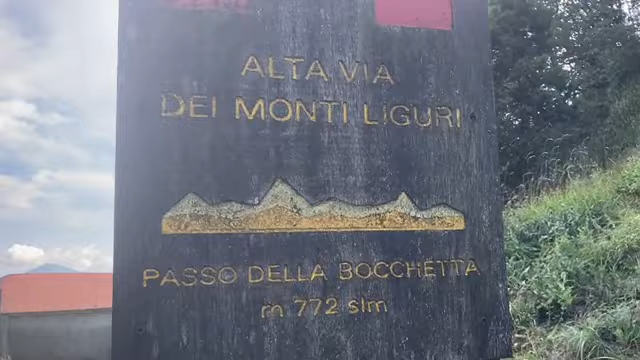 ALTA VIA
DEI MONTI LIGURI
PASSO DELLA BOCCHETTA
m 772 slm